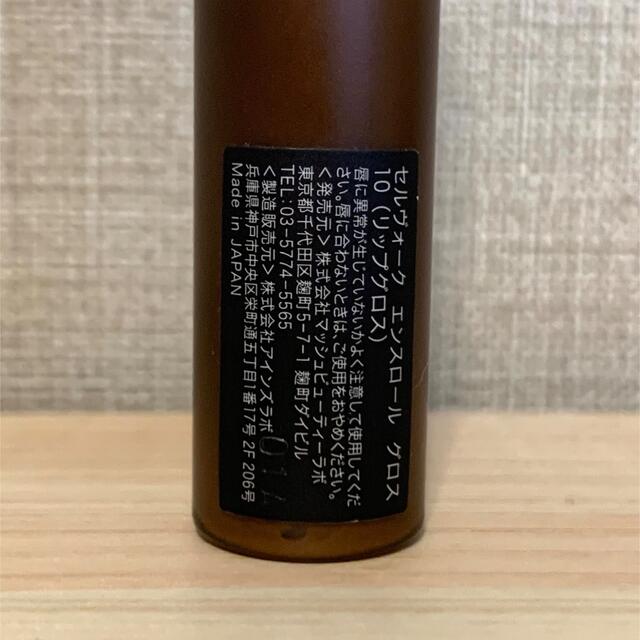 セルヴォーク エンスロール グロス
10 (リップグロス)
唇に異常が生じていないかよく注意して使用してくだ
さい。唇に合わないときは、ご使用をおやめください。
<発売元> 株式会社マッシュビューティーラボ
東京都千代田区麹町5-7-1 麹町ダイビル
TEL: 03-5774-5565
<製造販売元> 株式会社アインズラボ
兵庫県神戸市中央区栄町通五丁目1番17号 2F 206号
Made in JAPAN